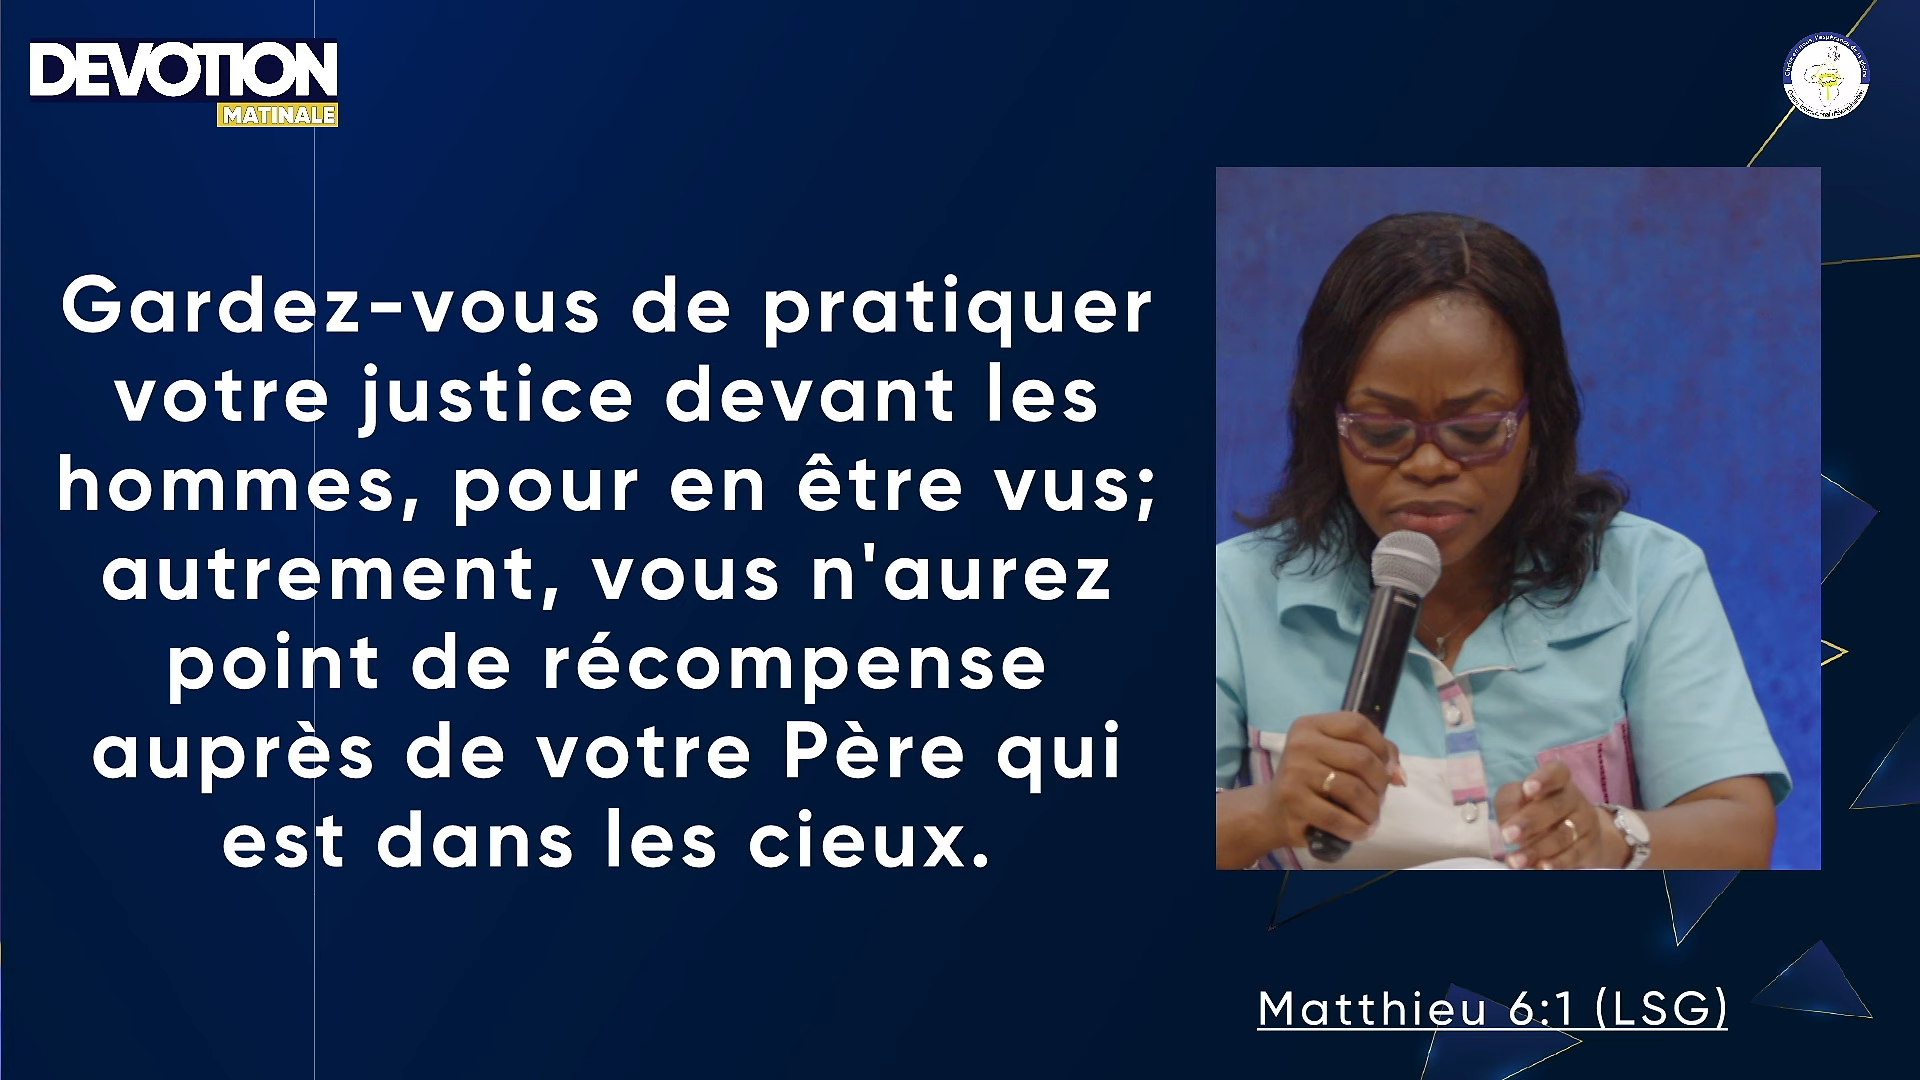 DEVOTION
MATINALE
Gardez-vous de pratiquer
votre justice devant les
hommes, pour en être vus;
autrement, vous n'aurez
point de récompense
auprès de votre Père qui
est dans les cieux.
Matthieu 6:1 (LSG)